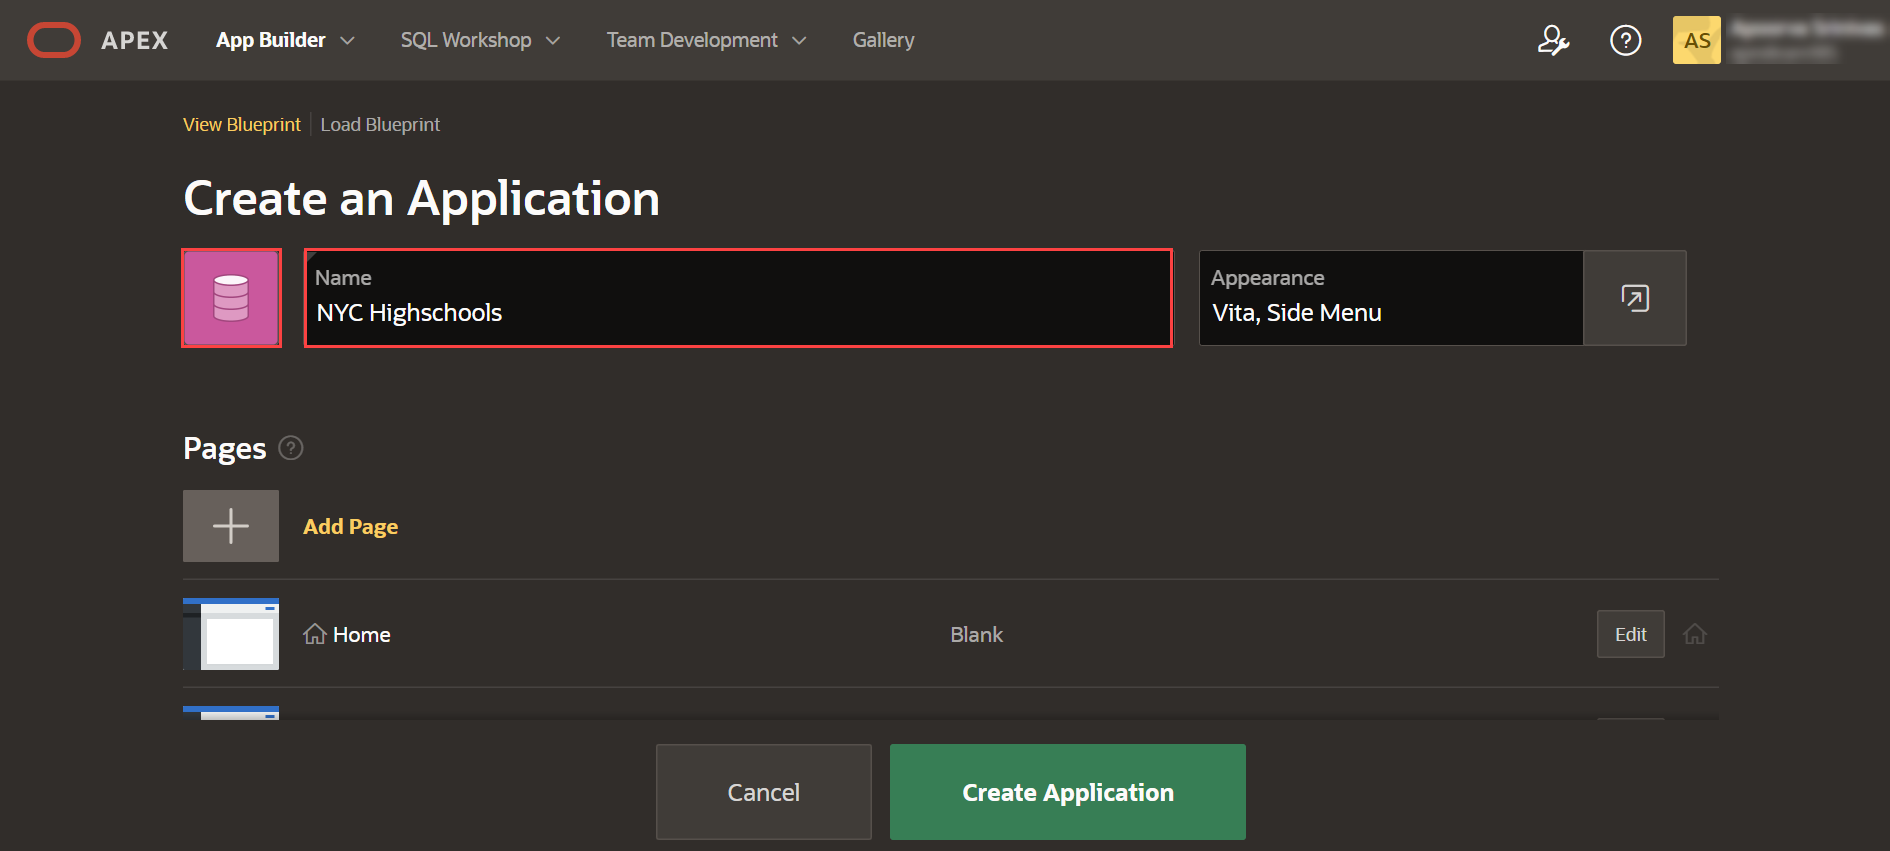 APEX App Builder SQL Workshop Team Development Gallery AS
View Blueprint Load Blueprint
Create an Application
Name
NYC Highschools
Appearance
Vita, Side Menu
Pages
Add Page
Home Blank Edit
Cancel Create Application